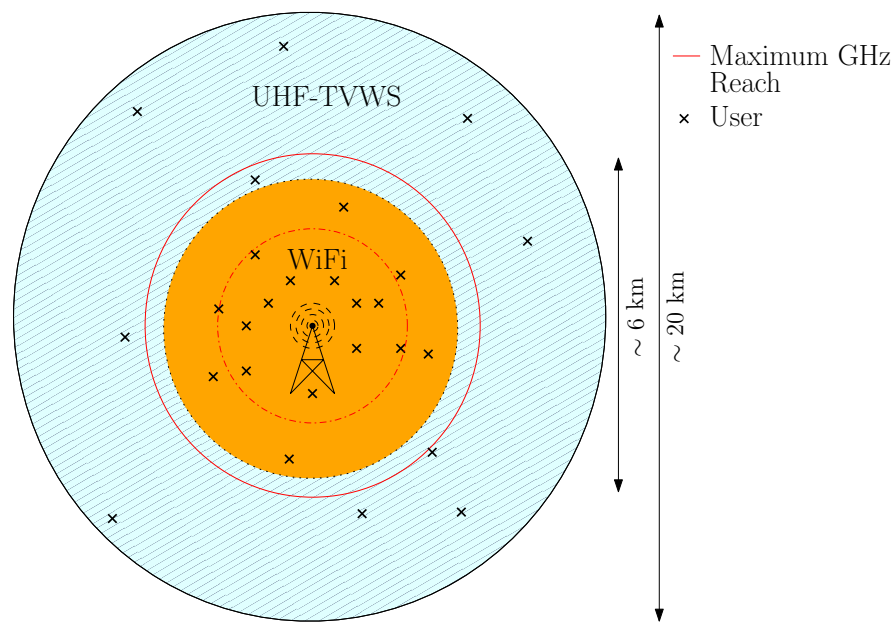 UHF-TVWS
WiFi
Maximum GHz
Reach
User
~ 6 km
~ 20 km